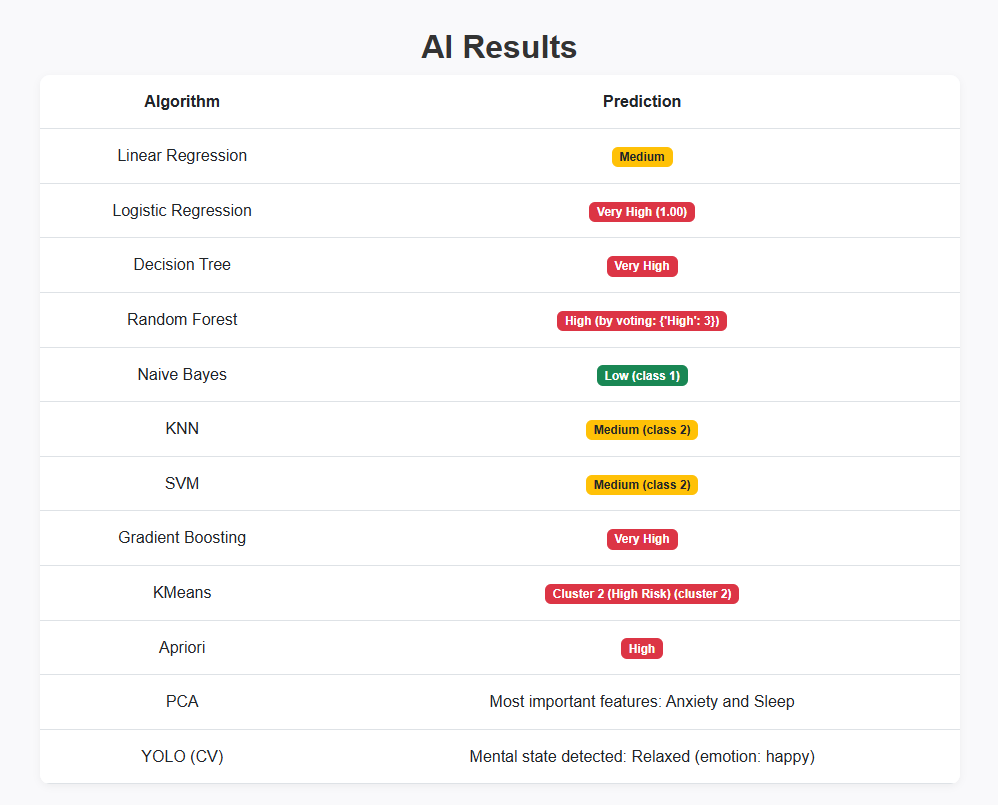 AI Results
Algorithm Prediction
Linear Regression Medium
Logistic Regression Very High (1.00)
Decision Tree Very High
Random Forest High (by voting: {'High': 3})
Naive Bayes Low (class 1)
KNN Medium (class 2)
SVM Medium (class 2)
Gradient Boosting Very High
KMeans Cluster 2 (High Risk) (cluster 2)
Apriori High
PCA Most important features: Anxiety and Sleep
YOLO (CV) Mental state detected: Relaxed (emotion: happy)